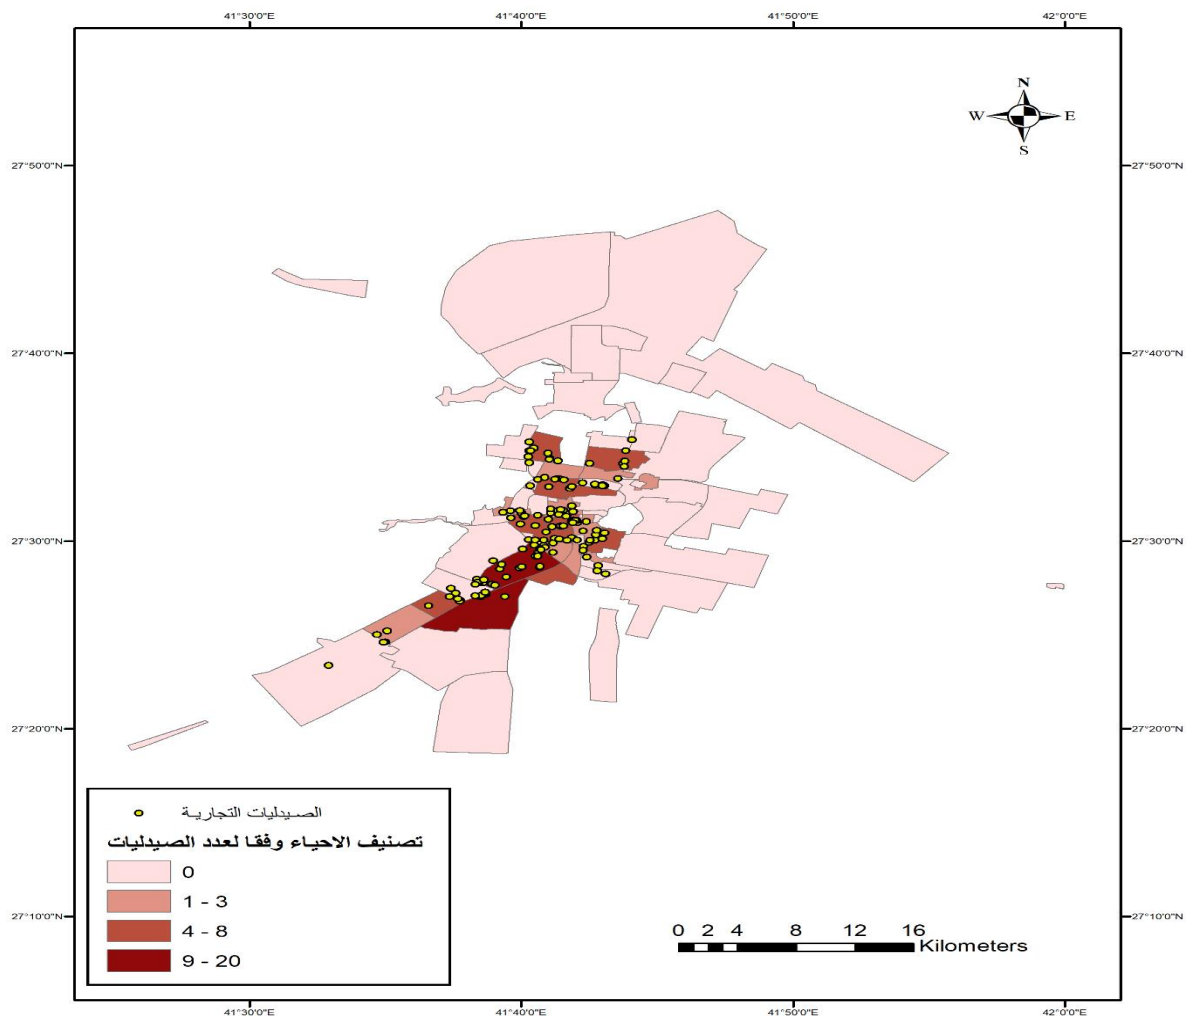 41°30'0"E 41°40'0"E 41°50'0"E 42°0'0"E
N
W E
S
27°50'0"N 27°50'0"N
27°40'0"N 27°40'0"N
27°30'0"N 27°30'0"N
27°20'0"N 27°20'0"N
الصيدليات التجارية
تصنيف الاحياء وفقا لعدد الصيدليات
0
1 - 3
27°10'0"N 27°10'0"N
4 - 8
0 2 4 8 12 16
Kilometers
9 - 20
41°30'0"E 41°40'0"E 41°50'0"E 42°0'0"E